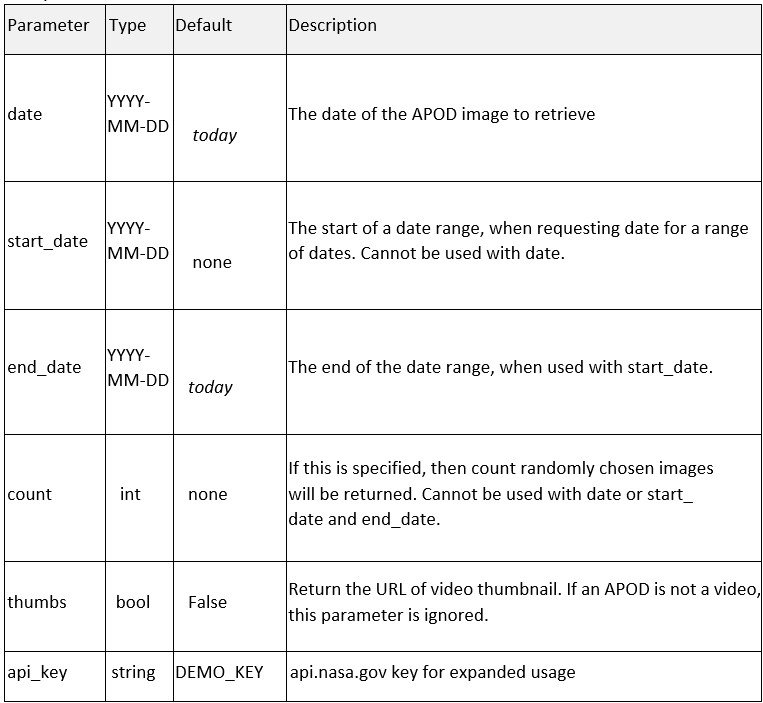 Parameter Type Default Description
date
YYYY-
MM-DD
today
The date of the APOD image to retrieve
start_date
YYYY-
MM-DD
none
The start of a date range, when requesting date for a range
of dates. Cannot be used with date.
end_date
YYYY-
MM-DD
today
The end of the date range, when used with start_date.
count
int
none
If this is specified, then count randomly chosen images
will be returned. Cannot be used with date or start_
date and end_date.
thumbs
bool
False
Return the URL of video thumbnail. If an APOD is not a video,
this parameter is ignored.
api_key
string
DEMO_KEY
api.nasa.gov key for expanded usage